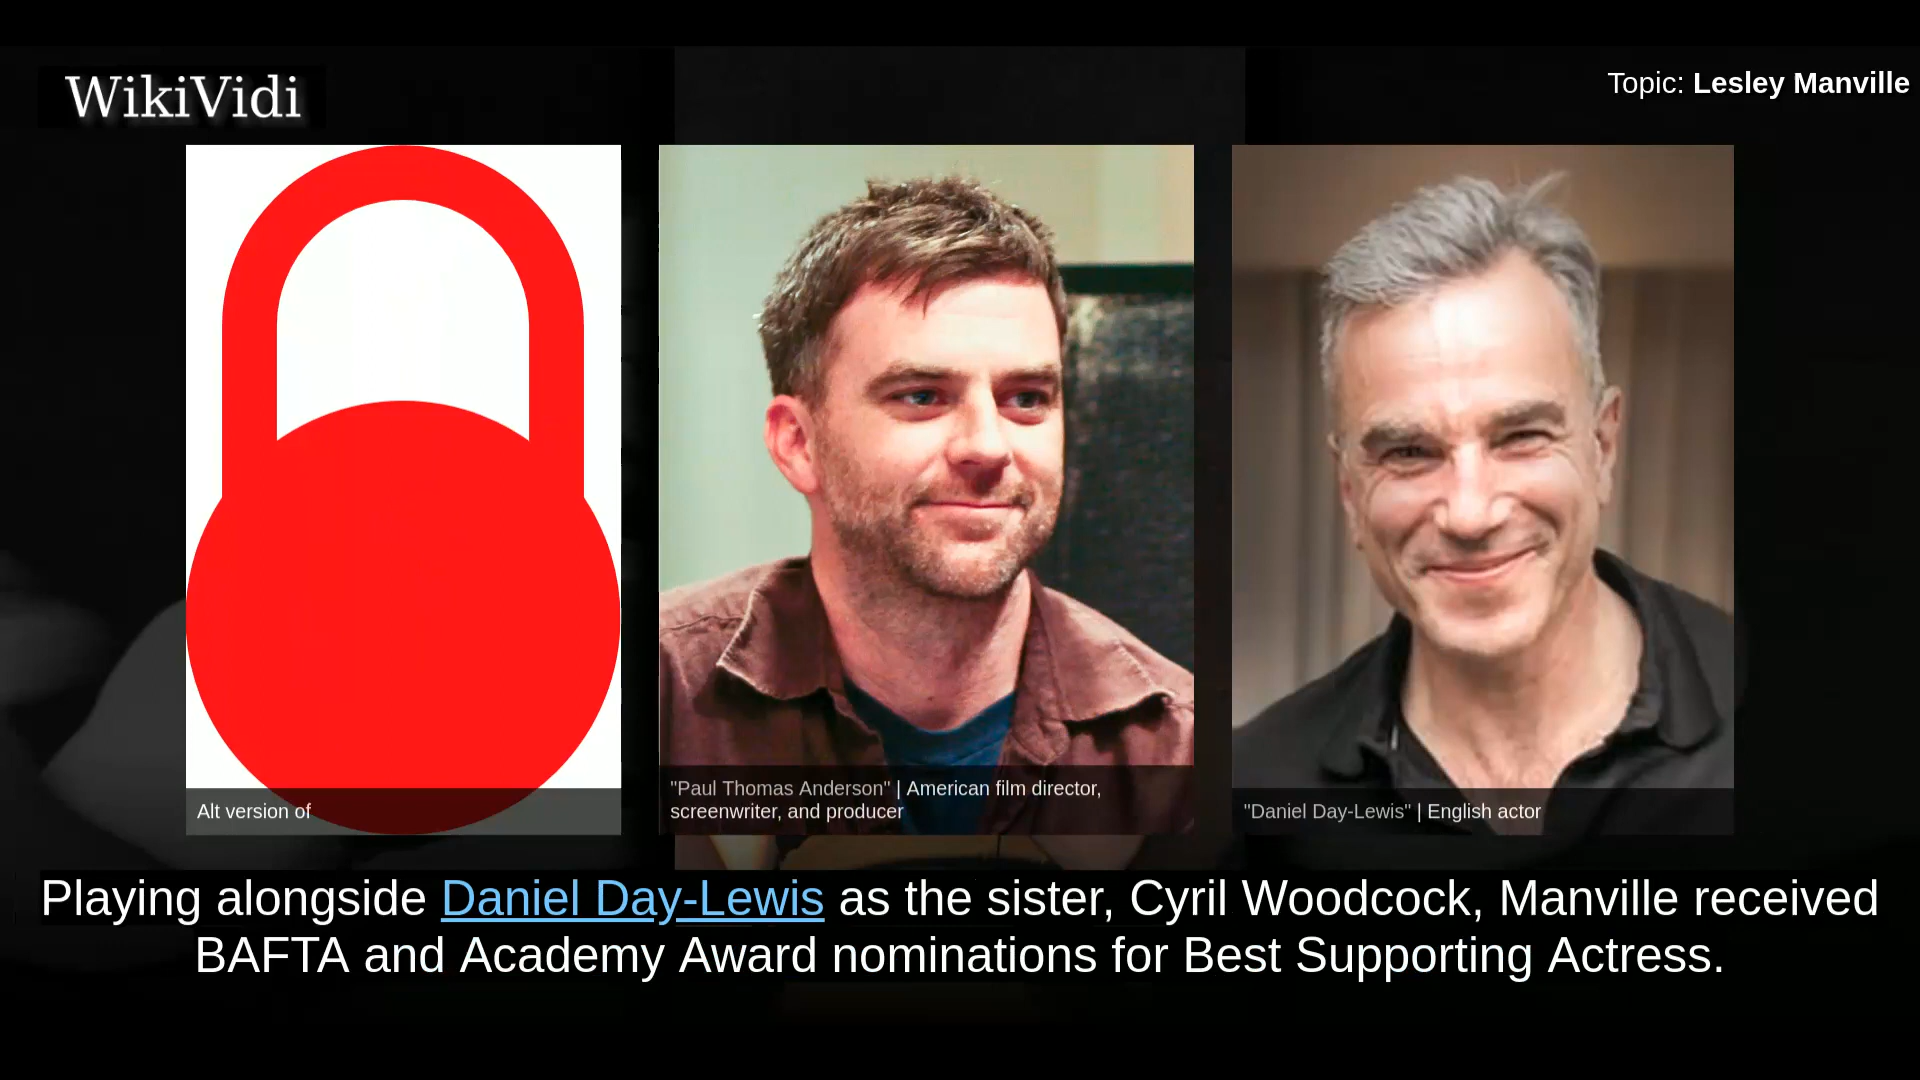 WikiVidi
Topic: Lesley Manville
Alt version of
"Paul Thomas Anderson" | American film director,
screenwriter, and producer
"Daniel Day-Lewis" | English actor
Playing alongside Daniel Day-Lewis as the sister, Cyril Woodcock, Manville received
BAFTA and Academy Award nominations for Best Supporting Actress.